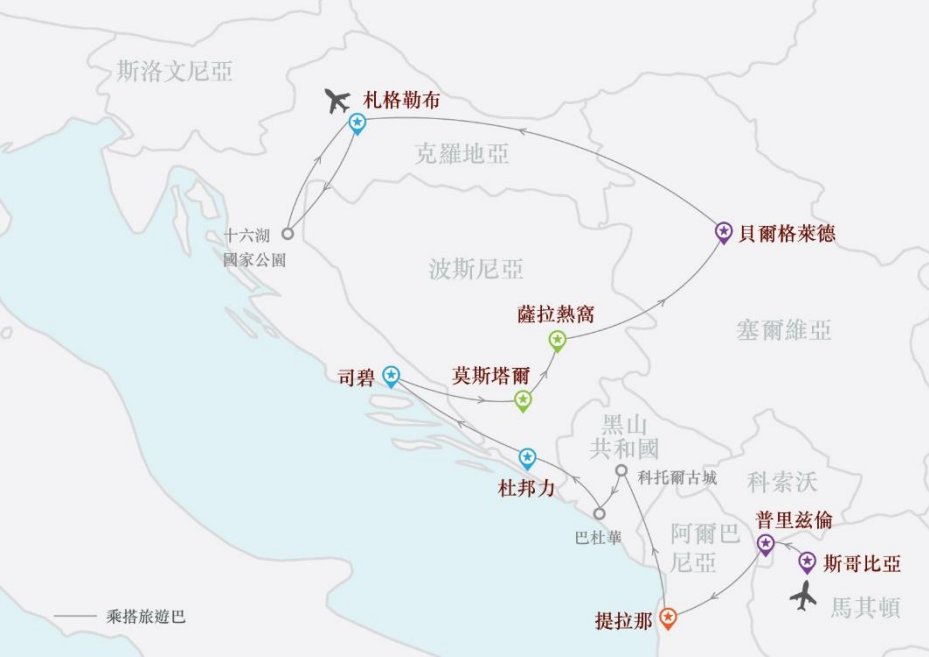 斯洛文尼亞
札格勒布
克羅地亞
十六湖
國家公園
貝爾格萊德
波斯尼亞
薩拉熱窩
塞爾維亞
司碧
莫斯塔爾
黑山
共和國
科托爾古城
科索沃
杜邦力
普里茲倫
巴杜華
阿爾巴
尼亞
斯哥比亞
馬其頓
提拉那
乘搭旅遊巴